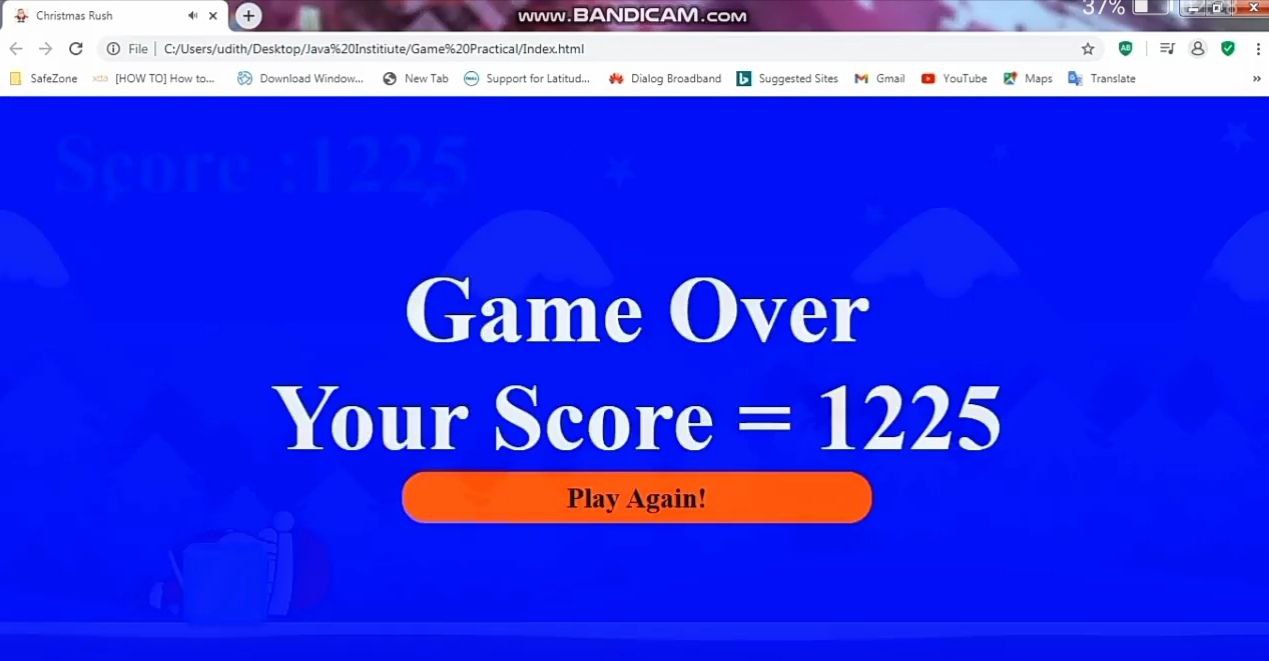 Christmas Rush
www.BANDICAM.com
37%
File | C:/Users/udith/Desktop/Java%20Institiute/Game%20Practical/Index.html
AB
SafeZone
xda [HOW TO] How to...
Download Window...
New Tab
Support for Latitud...
Dialog Broadband
Suggested Sites
Gmail
YouTube
Maps
Translate
»
Score :1225
Game Over
Your Score = 1225
Play Again!